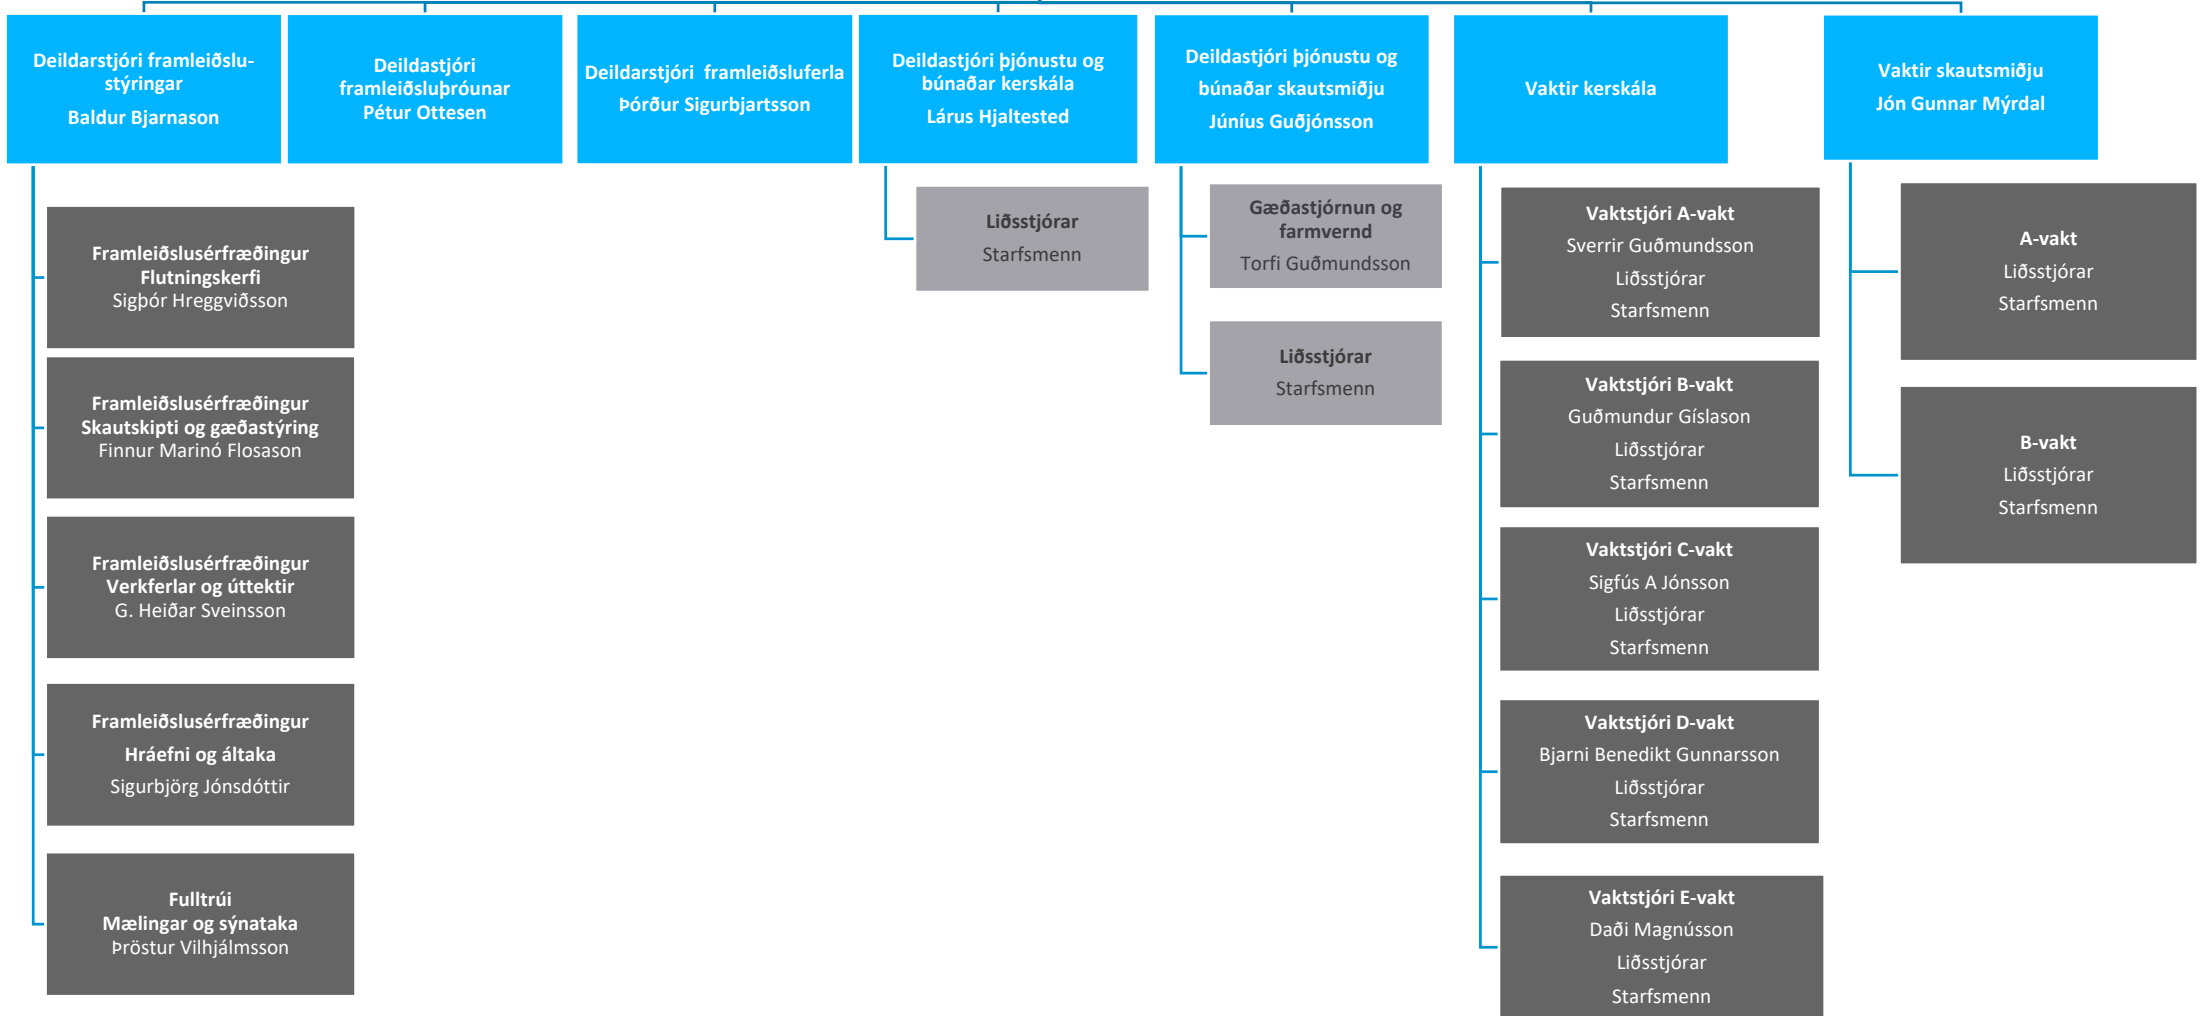 Deildarstjóri framleiðslu-
stýringar
Baldur Bjarnason
Deildastjóri
framleiðsluþróunar
Pétur Ottesen
Deildarstjóri framleiðsluferla
Þórður Sigurbjartsson
Deildastjóri þjónustu og
búnaðar kerskála
Lárus Hjaltested
Deildastjóri þjónustu og
búnaðar skautsmiðju
Júníus Guðjónsson
Vaktir kerskála
Vaktir skautsmiðju
Jón Gunnar Mýrdal
Framleiðslusérfræðingur
Flutningskerfi
Sigþór Hreggviðsson
Framleiðslusérfræðingur
Skautskipti og gæðastýring
Finnur Marinó Flosason
Framleiðslusérfræðingur
Verkferlar og úttektir
G. Heiðar Sveinsson
Framleiðslusérfræðingur
Hráefni og áltaka
Sigurbjörg Jónsdóttir
Fulltrúi
Mælingar og sýnataka
Þröstur Vilhjálmsson
Liðsstjórar
Starfsmenn
Gæðastjórnun og
farmvernd
Torfi Guðmundsson
Liðsstjórar
Starfsmenn
Vaktstjóri A-vakt
Sverrir Guðmundsson
Liðsstjórar
Starfsmenn
Vaktstjóri B-vakt
Guðmundur Gíslason
Liðsstjórar
Starfsmenn
Vaktstjóri C-vakt
Sigfús A Jónsson
Liðsstjórar
Starfsmenn
Vaktstjóri D-vakt
Bjarni Benedikt Gunnarsson
Liðsstjórar
Starfsmenn
Vaktstjóri E-vakt
Daði Magnússon
Liðsstjórar
Starfsmenn
A-vakt
Liðsstjórar
Starfsmenn
B-vakt
Liðsstjórar
Starfsmenn